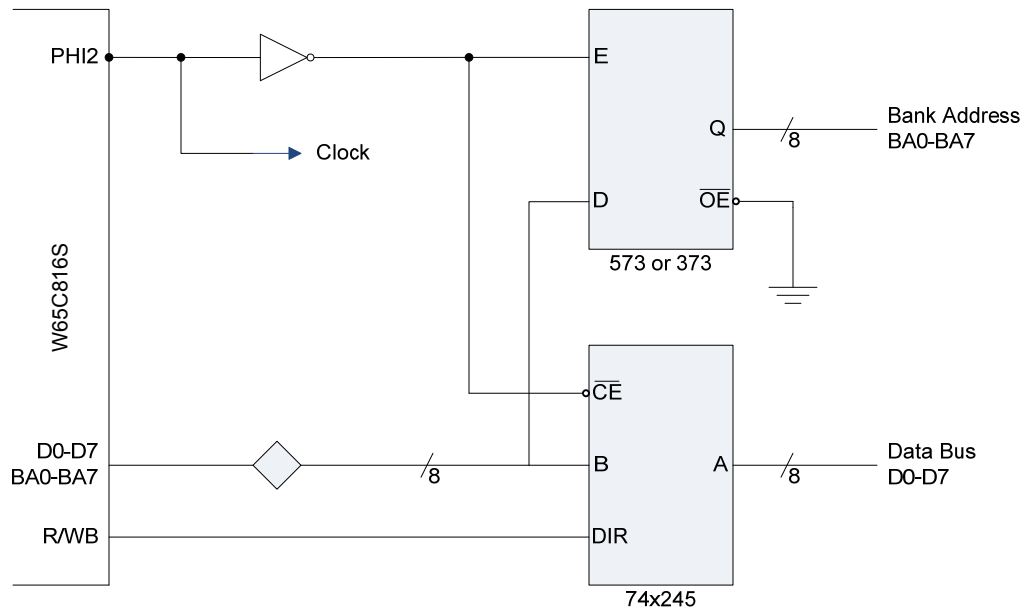 PHI2
E
Clock
Q
8
Bank Address
BA0-BA7
D
OE
573 or 373
W65C816S
CE
D0-D7
BA0-BA7
8
B
A
8
Data Bus
D0-D7
R/WB
DIR
74x245